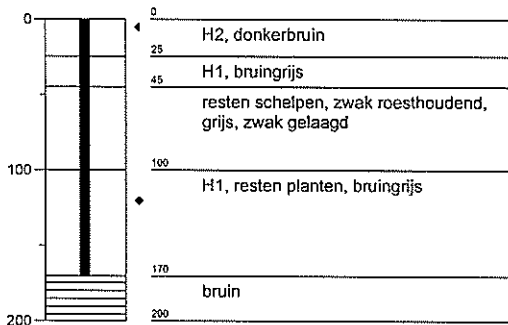 0
0
H2, donkerbruin
25
H1, bruingrijs
45
resten schelpen, zwak roesthoudend,
grijs, zwak gelaagd
100
100
H1, resten planten, bruingrijs
170
bruin
200
200